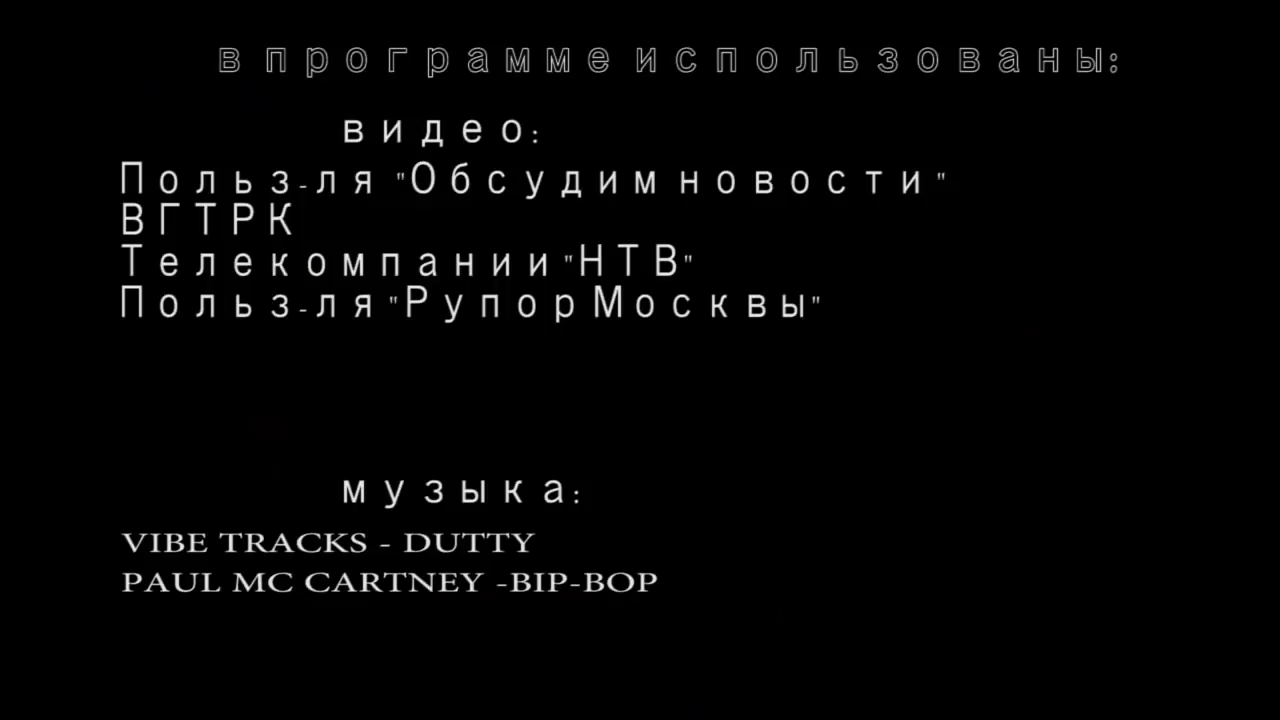 в программе использованы:
видео:
Польз-ля "Обсудим новости"
ВГТРК
Телекомпании "НТВ"
Польз-ля "Рупор Москвы"
музыка:
VIBE TRACKS - DUTTY
PAUL MC CARTNEY -BIP-BOP